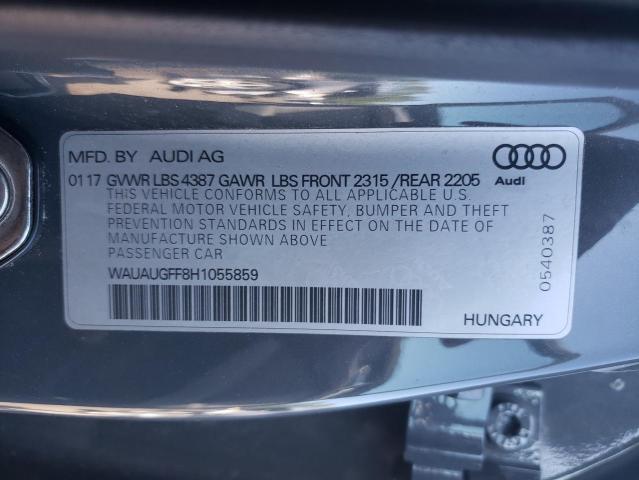 MFD. BY AUDI AG
01 17 GVWR LBS 4387 GAWR LBS FRONT 2315 / REAR 2205
THIS VEHICLE CONFORMS TO ALL APPLICABLE U.S.
FEDERAL MOTOR VEHICLE SAFETY, BUMPER AND THEFT
PREVENTION STANDARDS IN EFFECT ON THE DATE OF
MANUFACTURE SHOWN ABOVE.
PASSENGER CAR
WAUAUGFF8H1055859
Audi
0540387
HUNGARY